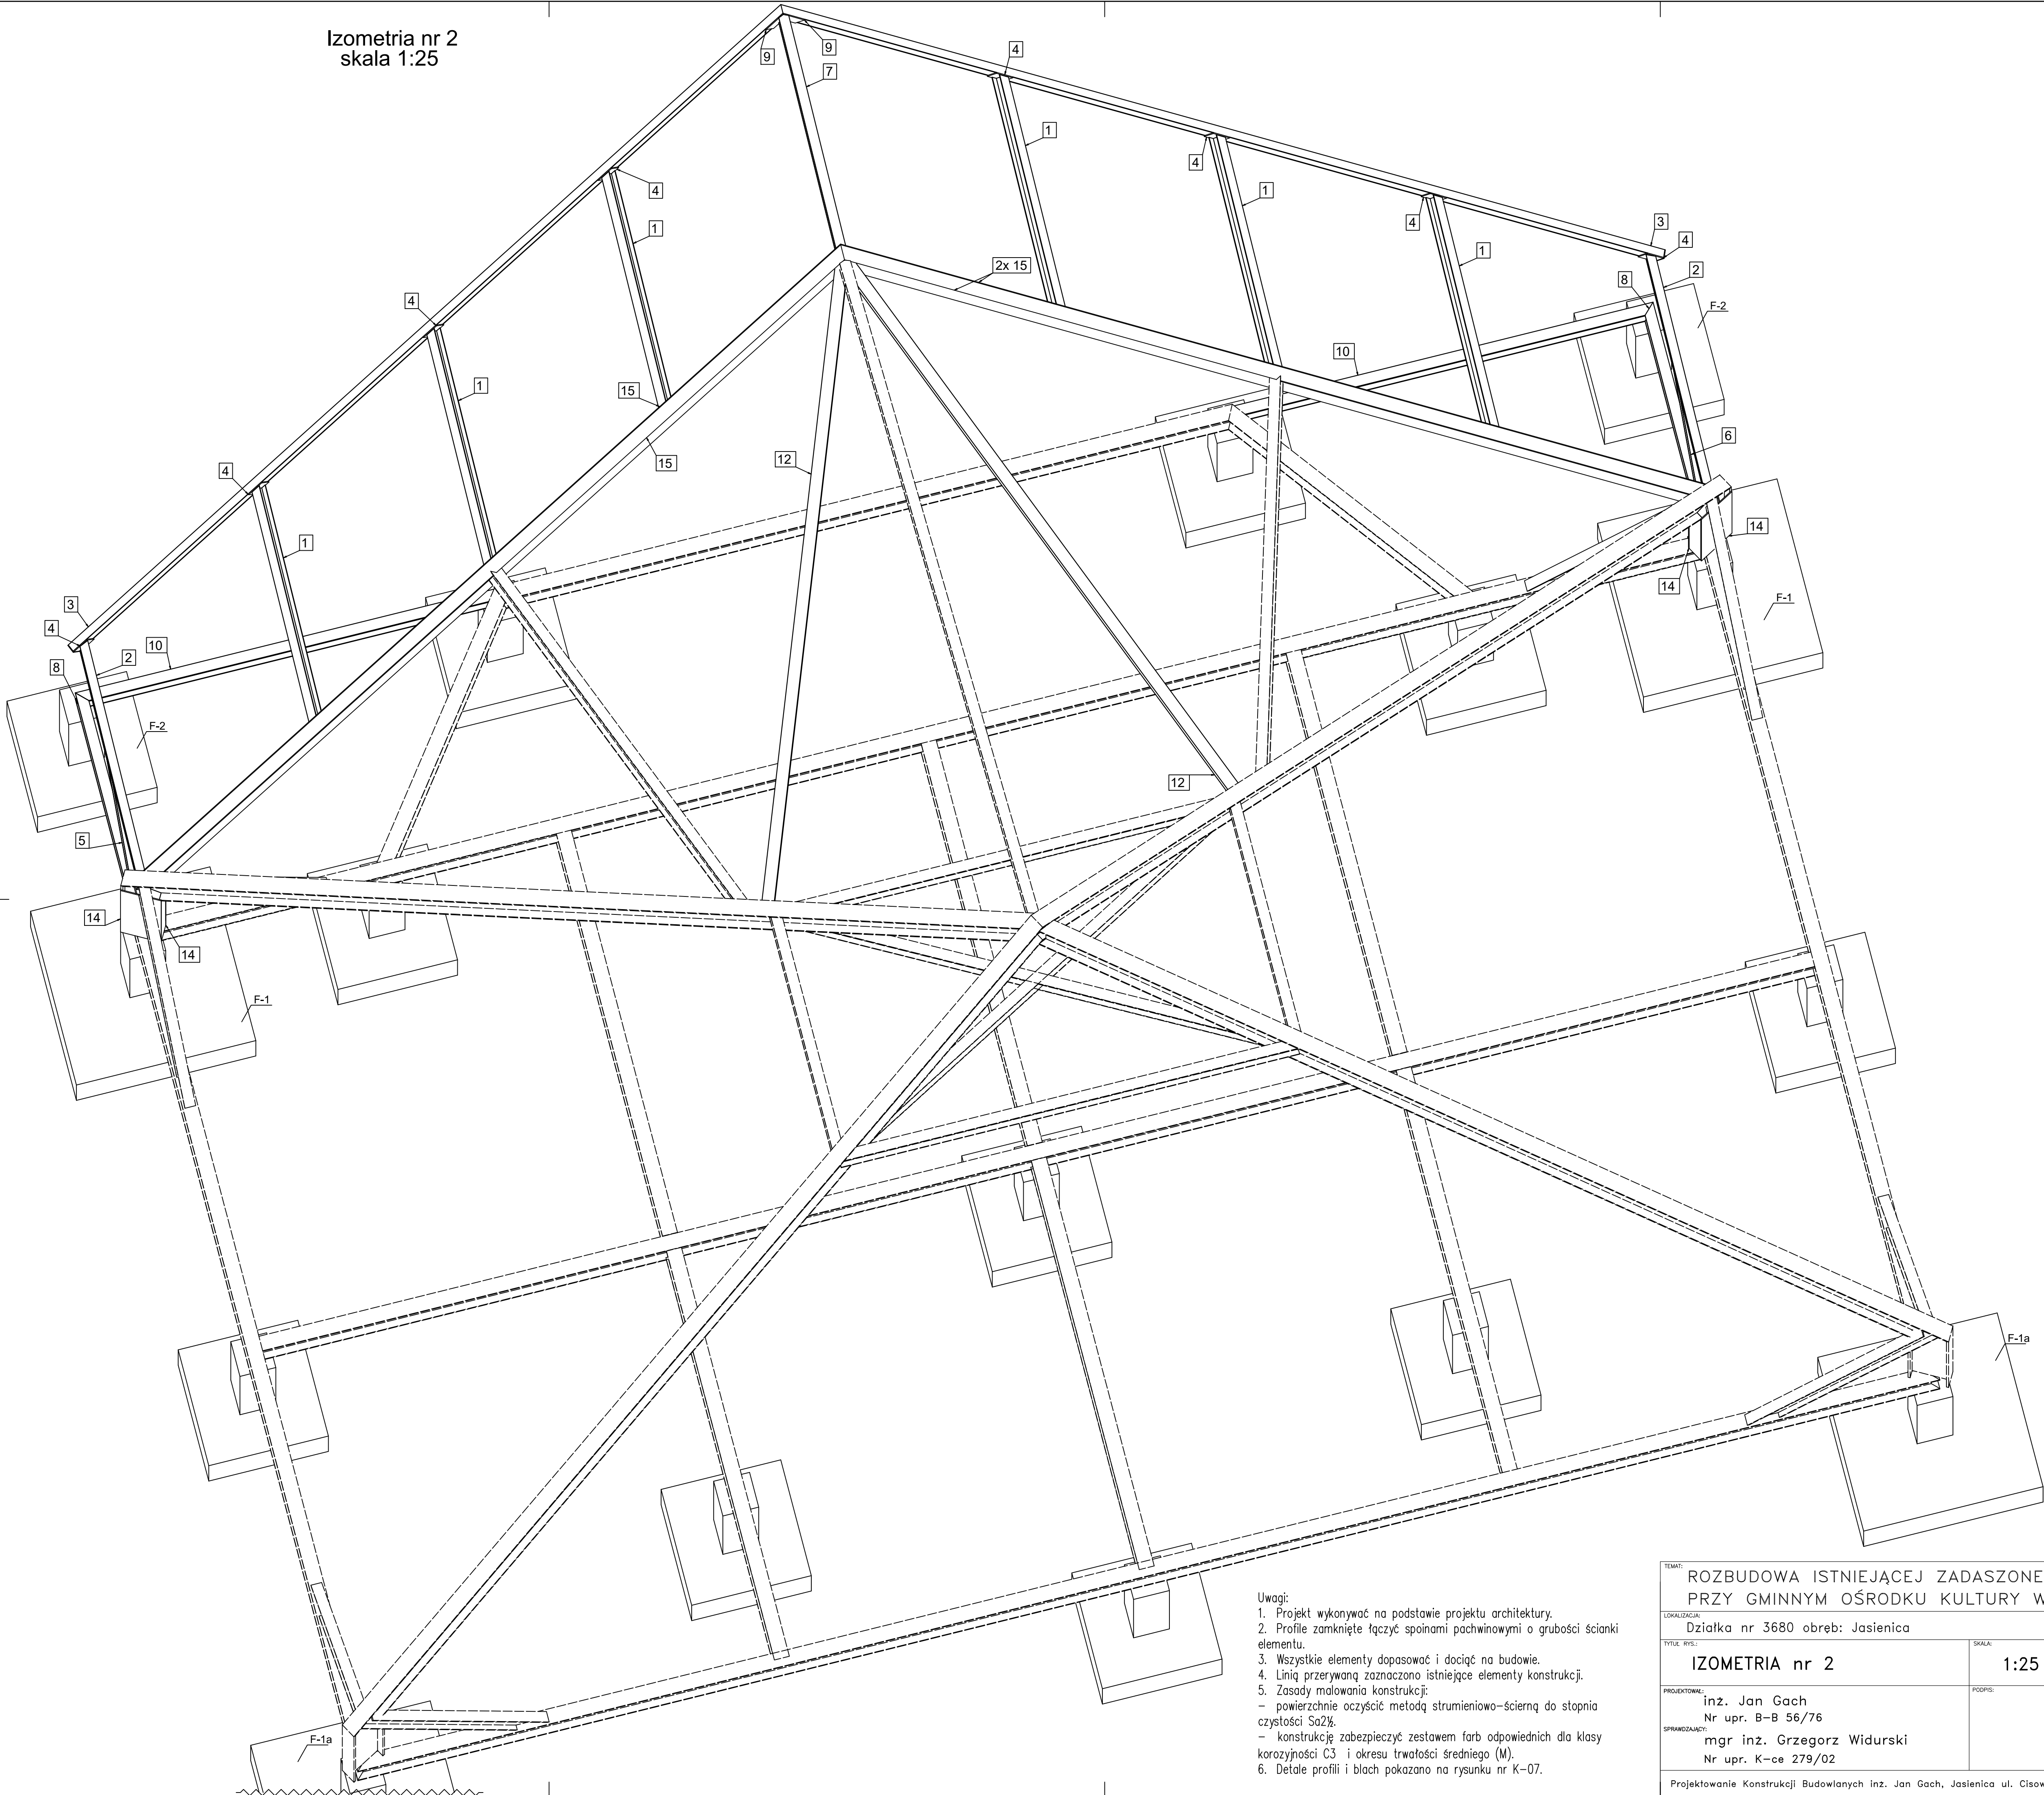 Izometria nr 2
skala 1:25
9
9
7
4
1
4
1
4
1
3
4
2
8
F-2
4
1
2x 15
4
1
15
15
10
12
6
4
1
14
14
F-1
3
4
2
10
8
F-2
12
5
14
14
F-1
F-1a
F-1a
Uwagi:
1. Projekt wykonywać na podstawie projektu architektury.
2. Profile zamknięte łączyć spoinami pachwinowymi o grubości ścianki
elementu.
3. Wszystkie elementy dopasować i dociąć na budowie.
4. Linią przerywaną zaznaczono istniejące elementy konstrukcji.
5. Zasady malowania konstrukcji:
– powierzchnie oczyścić metodą strumieniowo–ścierną do stopnia
czystości Sa2½.
– konstrukcję zabezpieczyć zestawem farb odpowiednich dla klasy
korozyjności C3 i okresu trwałości średniego (M).
6. Detale profili i blach pokazano na rysunku nr K–07.
TEMAT:
ROZBUDOWA ISTNIEJĄCEJ ZADASZONE
PRZY GMINNYM OŚRODKU KULTURY W
LOKALIZACJA:
Działka nr 3680 obręb: Jasienica
TYTUŁ RYS.:
IZOMETRIA nr 2
SKALA:
1:25
PROJEKTOWAŁ:
inż. Jan Gach
Nr upr. B–B 56/76
PODPIS:
SPRAWDZAJĄCY:
mgr inż. Grzegorz Widurski
Nr upr. K–ce 279/02
Projektowanie Konstrukcji Budowlanych inż. Jan Gach, Jasienica ul. Cisow